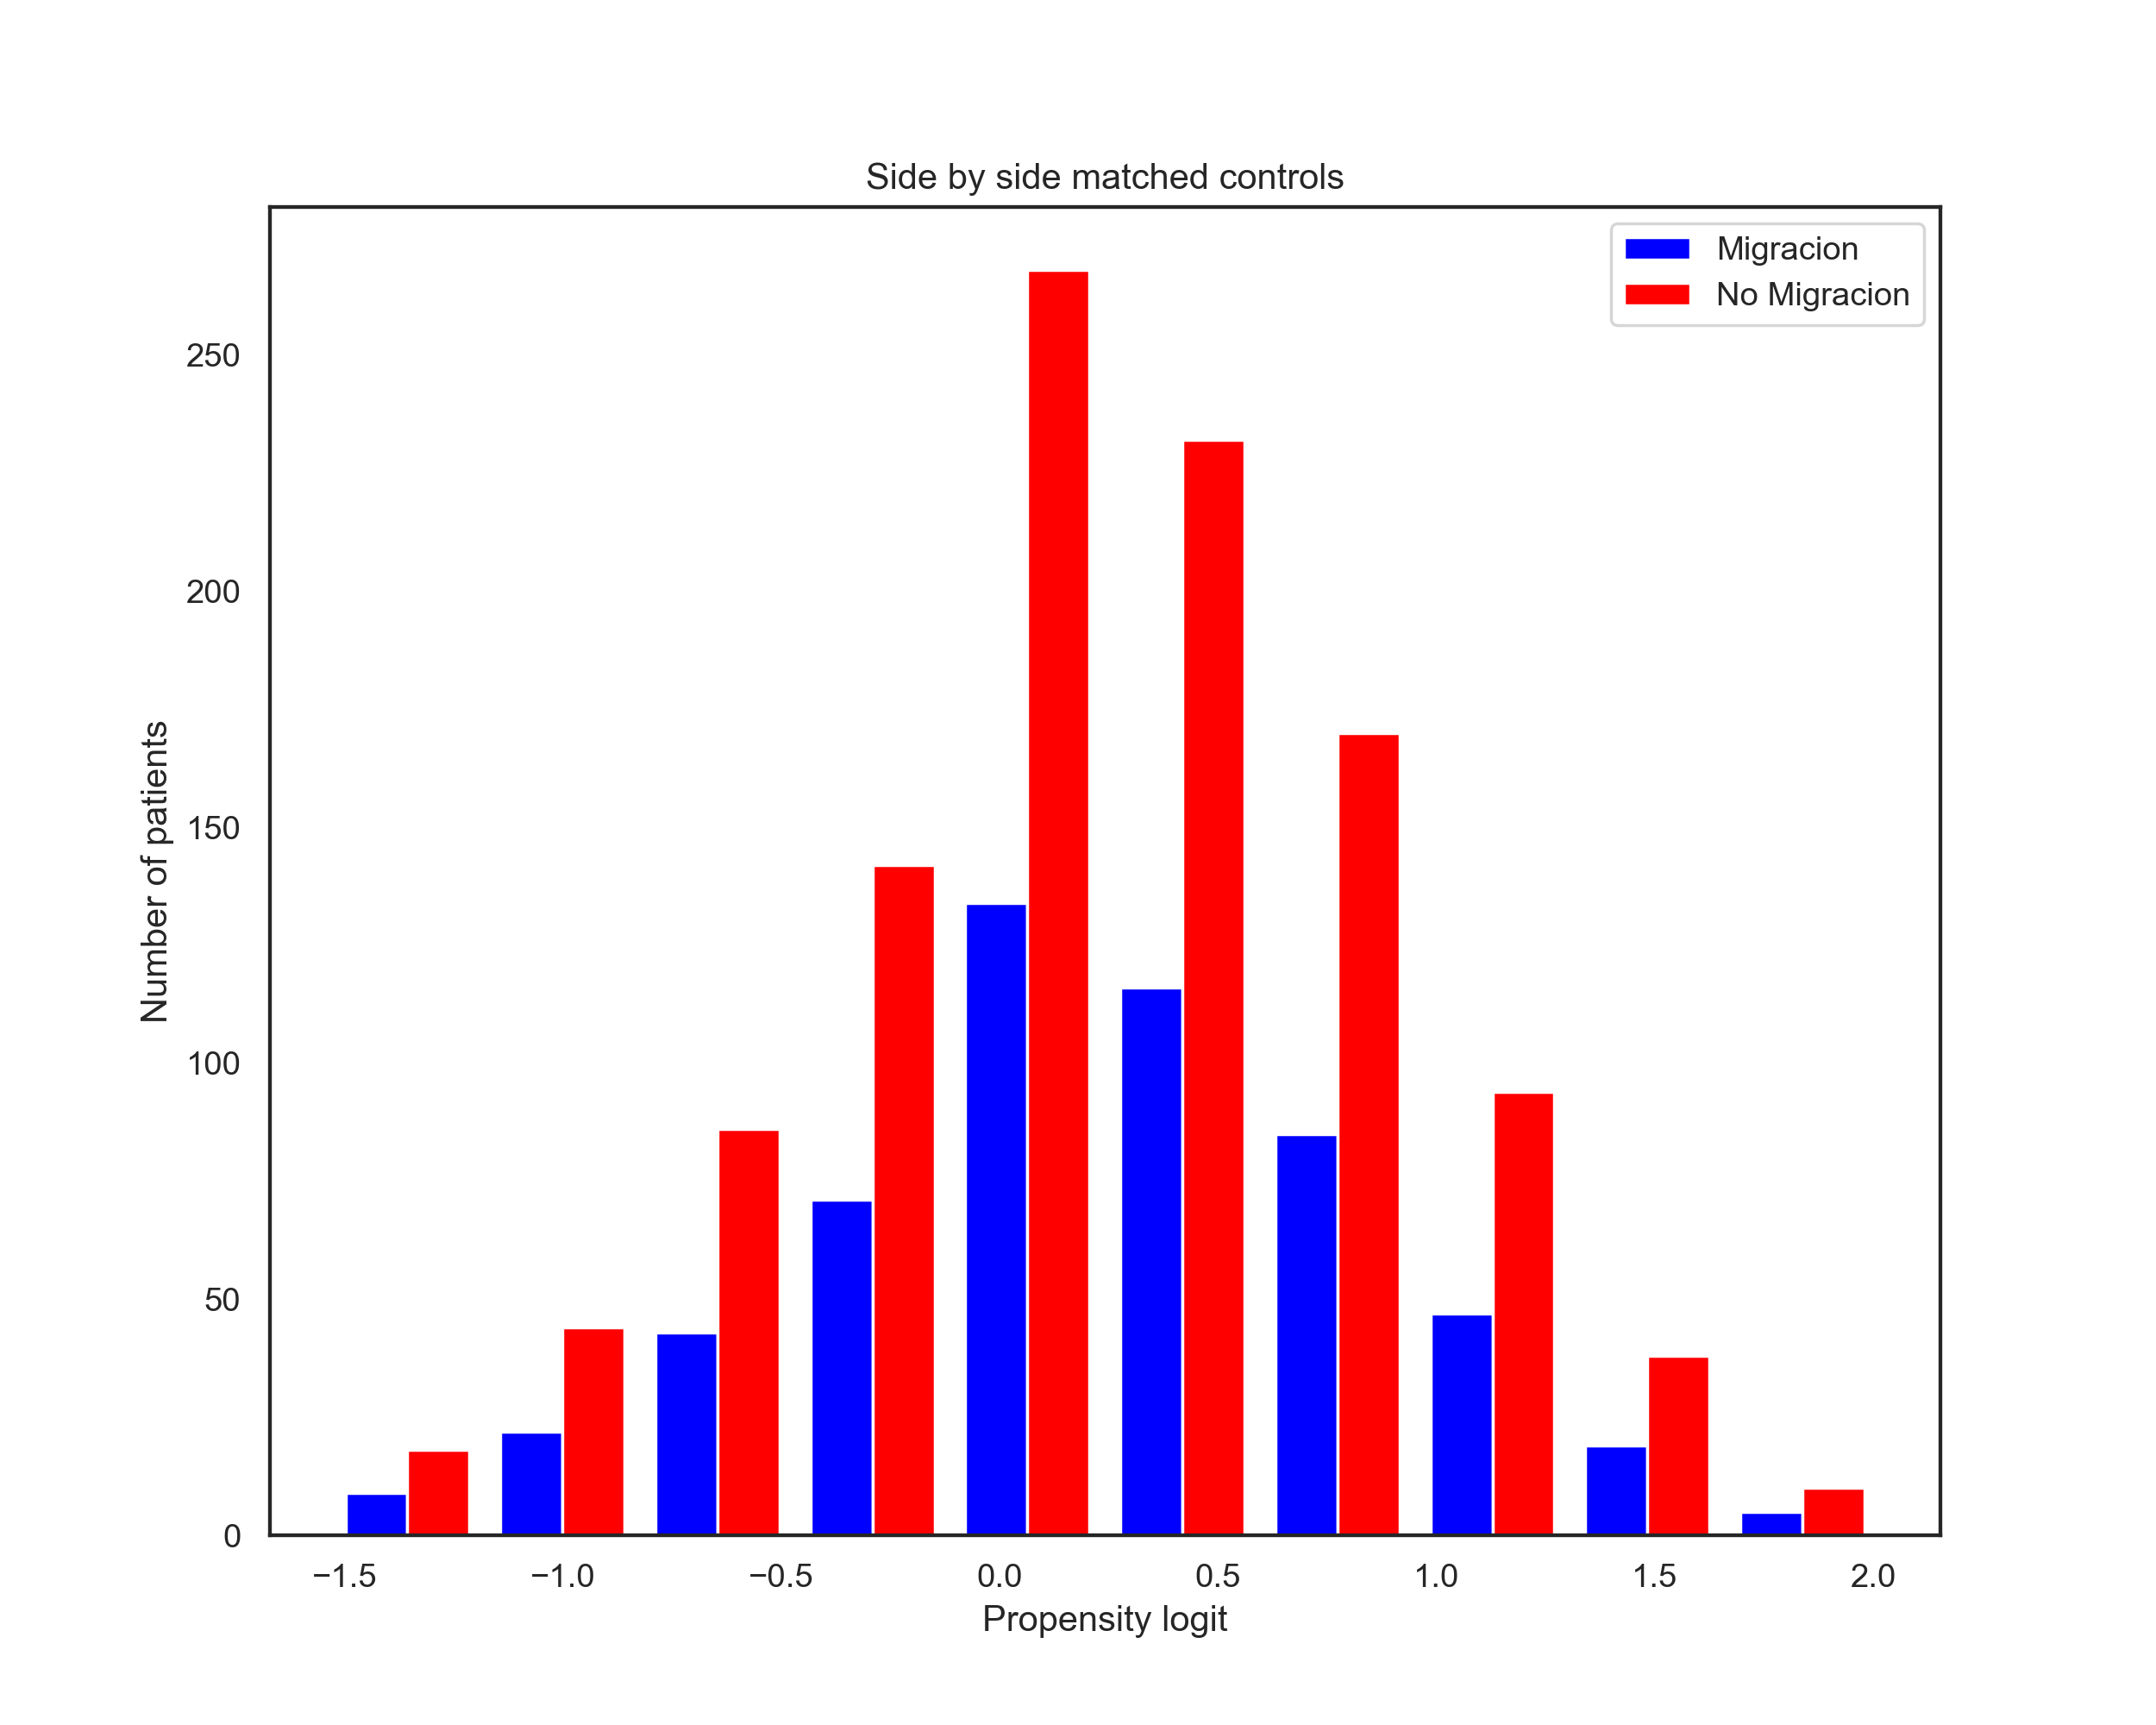 Side by side matched controls
Migracion
No Migracion
250
200
150
100
50
0
Number of patients
−1.5 −1.0 −0.5 0.0 0.5 1.0 1.5 2.0
Propensity logit